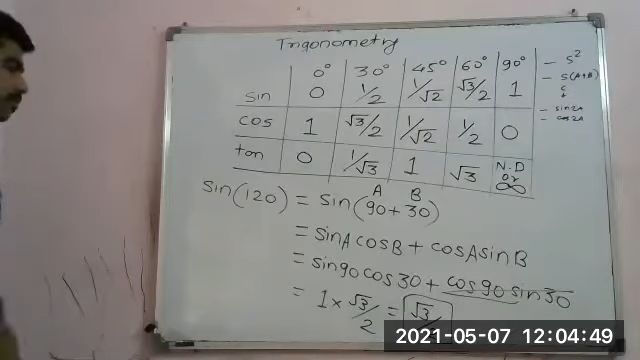 Trigonometry
0° 30° 45° 60° 90°
sin 0 1/2 1/√2 √3/2 1
cos 1 √3/2 1/√2 1/2 0
tan 0 1/√3 1 √3 N.D or ∞
- S²
- S(A+B)
- sin2A
- cos2A
A B
sin(120) = sin(90+30)
= sinA cosB + cosA sinB
= sin90 cos30 + cos90 sin30
= 1 × √3/2 = √3/
2021-05-07 12:04:49